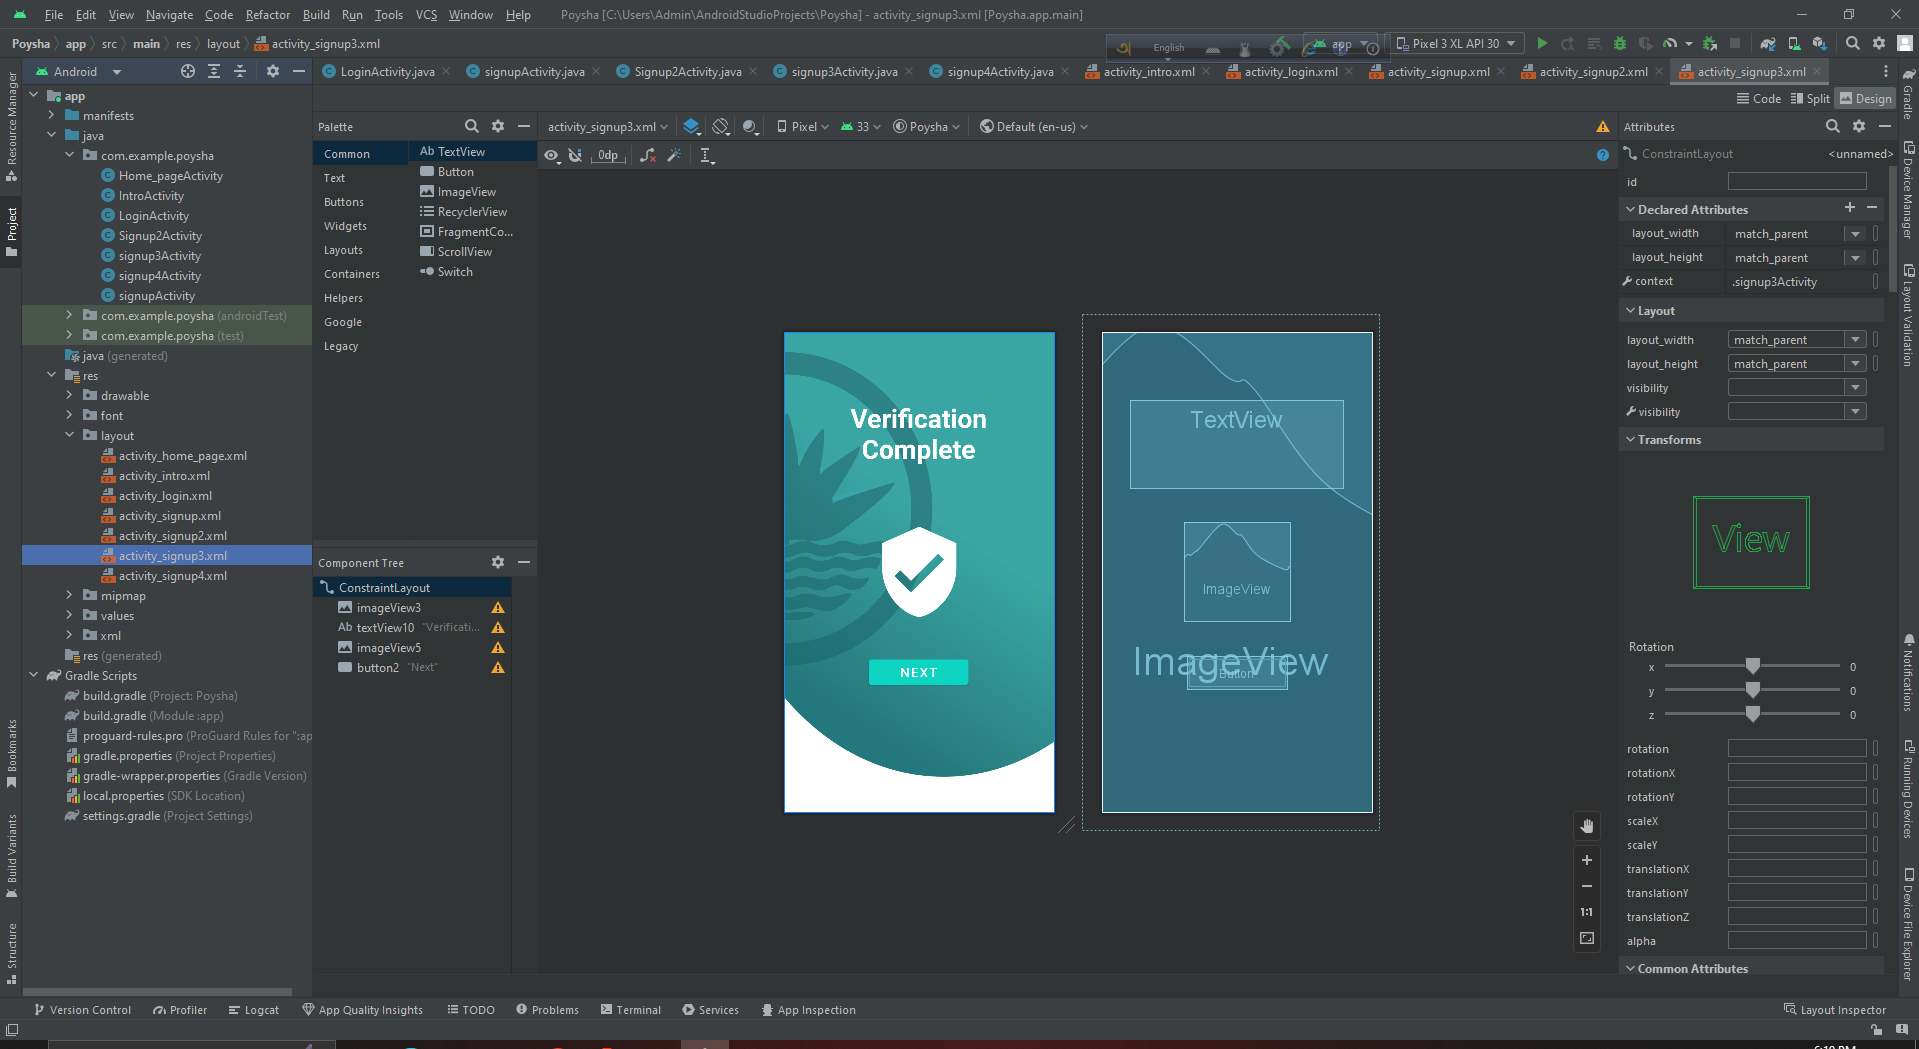 File Edit View Navigate Code Refactor Build Run Tools VCS Window Help Poysha [C:\Users\Admin\AndroidStudioProjects\Poysha] - activity_signup3.xml [Poysha.app.main]
Poysha app src main res layout activity_signup3.xml English app Pixel 3 XL API 30
Android LoginActivity.java signupActivity.java Signup2Activity.java signup3Activity.java signup4Activity.java activity_intro.xml activity_login.xml activity_signup.xml activity_signup2.xml activity_signup3.xml
Code Split Design
Resource Manager
Project
Bookmarks
Build Variants
Structure
app
manifests
java
com.example.poysha
Home_pageActivity
IntroActivity
LoginActivity
Signup2Activity
signup3Activity
signup4Activity
signupActivity
com.example.poysha (androidTest)
com.example.poysha (test)
java (generated)
res
drawable
font
layout
activity_home_page.xml
activity_intro.xml
activity_login.xml
activity_signup.xml
activity_signup2.xml
activity_signup3.xml
activity_signup4.xml
mipmap
values
xml
res (generated)
Gradle Scripts
build.gradle (Project: Poysha)
build.gradle (Module :app)
proguard-rules.pro (ProGuard Rules for ":ap
gradle.properties (Project Properties)
gradle-wrapper.properties (Gradle Version)
local.properties (SDK Location)
settings.gradle (Project Settings)
Palette
Common
Text
Buttons
Widgets
Layouts
Containers
Helpers
Google
Legacy
Ab TextView
Button
ImageView
RecyclerView
FragmentCo...
ScrollView
Switch
Component Tree
ConstraintLayout
imageView3
Ab textView10 "Verificati...
imageView5
button2 "Next"
activity_signup3.xml Pixel 33 Poysha Default (en-us)
0dp
Verification
Complete
NEXT
TextView
ImageView
ImageView
Button
1:1
Attributes
ConstraintLayout <unnamed>
id
Declared Attributes
layout_width match_parent
layout_height match_parent
context .signup3Activity
Layout
layout_width match_parent
layout_height match_parent
visibility
visibility
Transforms
View
Rotation
x 0
y 0
z 0
rotation
rotationX
rotationY
scaleX
scaleY
translationX
translationY
translationZ
alpha
Common Attributes
Gradle
Device Manager
Layout Validation
Notifications
Running Devices
Device File Explorer
Version Control Profiler Logcat App Quality Insights TODO Problems Terminal Services App Inspection Layout Inspector